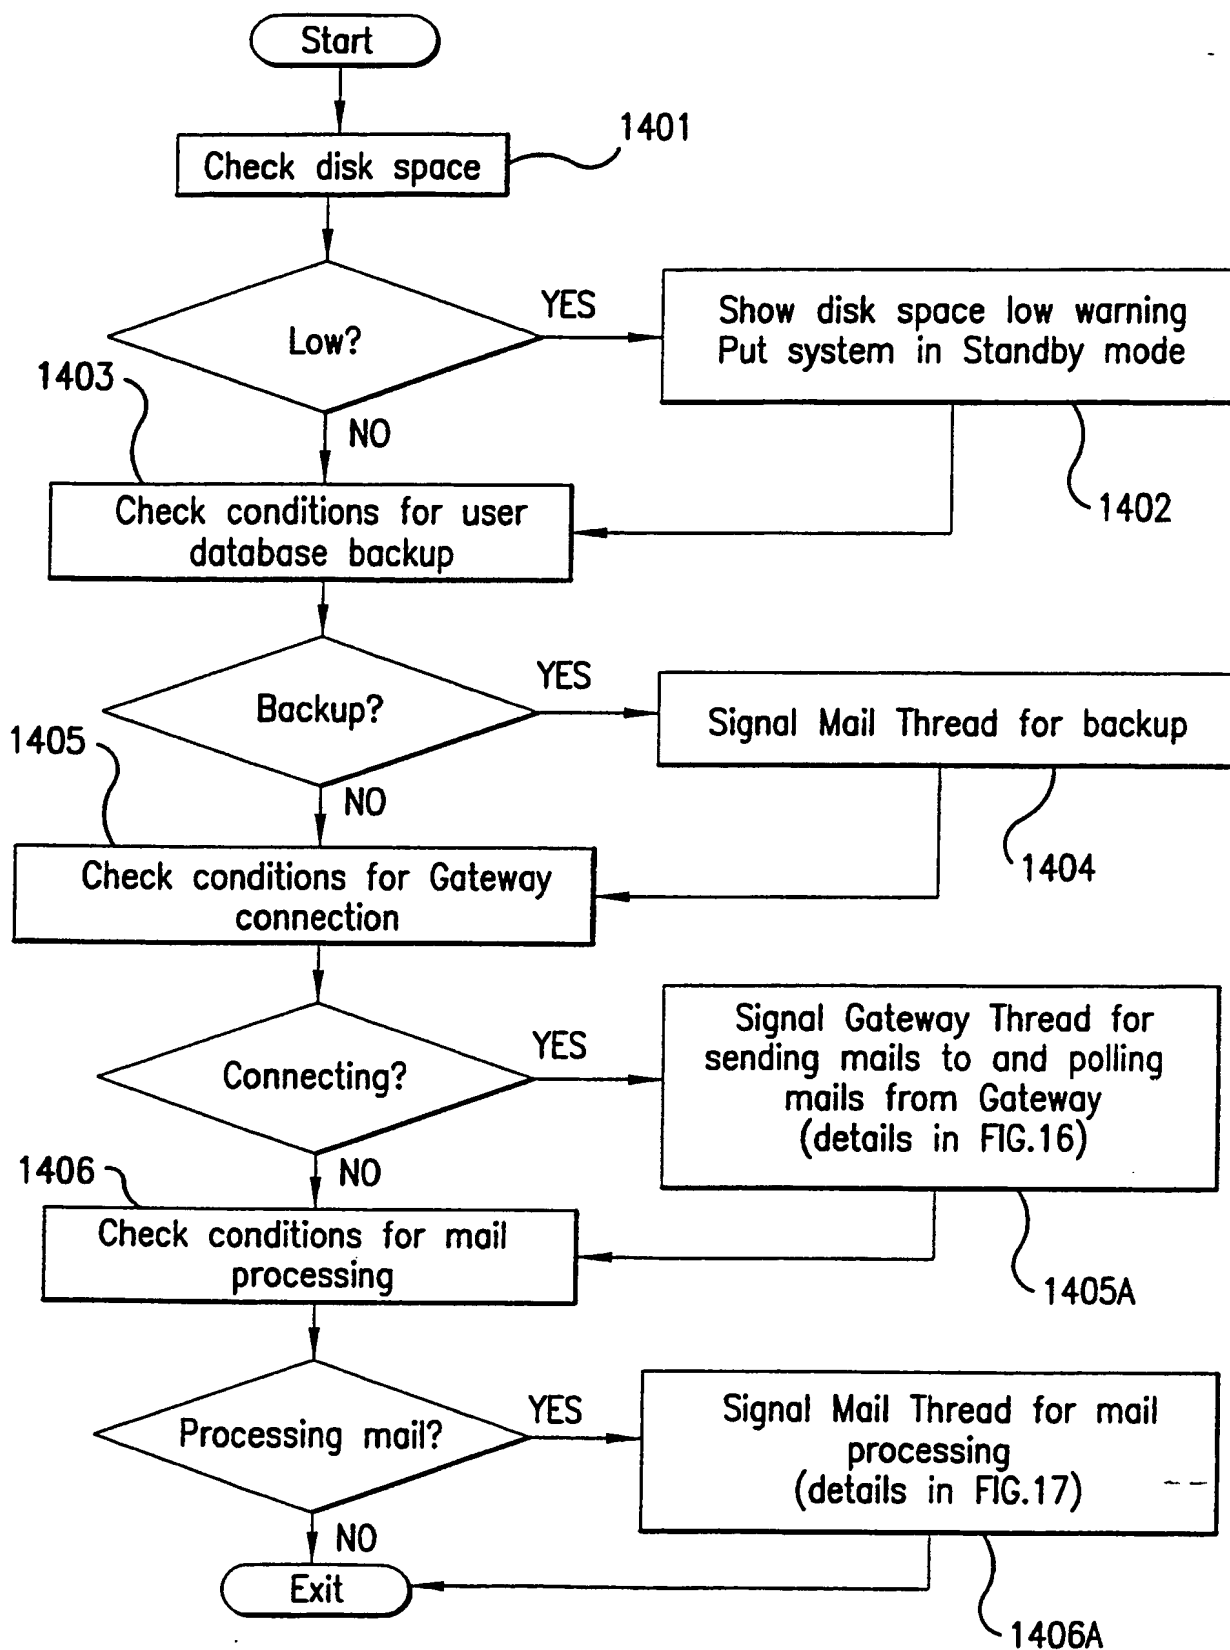 Start
1401
Check disk space
Low?
YES
Show disk space low warning
Put system in Standby mode
1403
NO
1402
Check conditions for user
database backup
Backup?
YES
Signal Mail Thread for backup
1405
NO
1404
Check conditions for Gateway
connection
Connecting?
YES
Signal Gateway Thread for
sending mails to and polling
mails from Gateway
(details in FIG.16)
1406
NO
Check conditions for mail
processing
1405A
Processing mail?
YES
Signal Mail Thread for mail
processing
(details in FIG.17)
NO
Exit
1406A